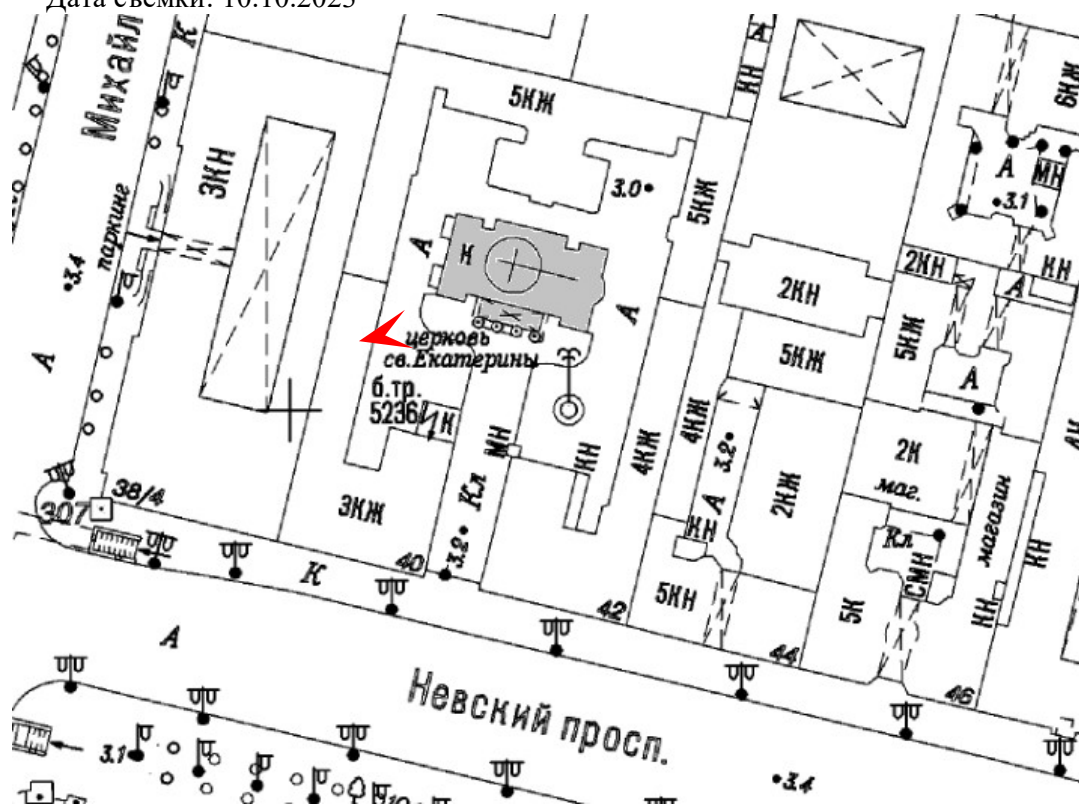 Дата съемки: 10.10.2023
Михайл
К
А
КН
5КЖ
6КЖ
3КН
А
МН
3.0
3.1
паркинг
5КЖ
К
А
2КН
КН
3.4
А
2КН
А
церковь
св.Екатерины
5КЖ
5КЖ
А
А
б.тр.
5236
К
МН
КН
4КЖ
4КЖ
3.2
2К
маг.
38/4
307
3КЖ
Кл
А
2КЖ
магазин
КН
3.2
КН
Кл
СМН
40
К
42
5КН
5К
КН
44
46
А
Невский просп.
3.1
3.4